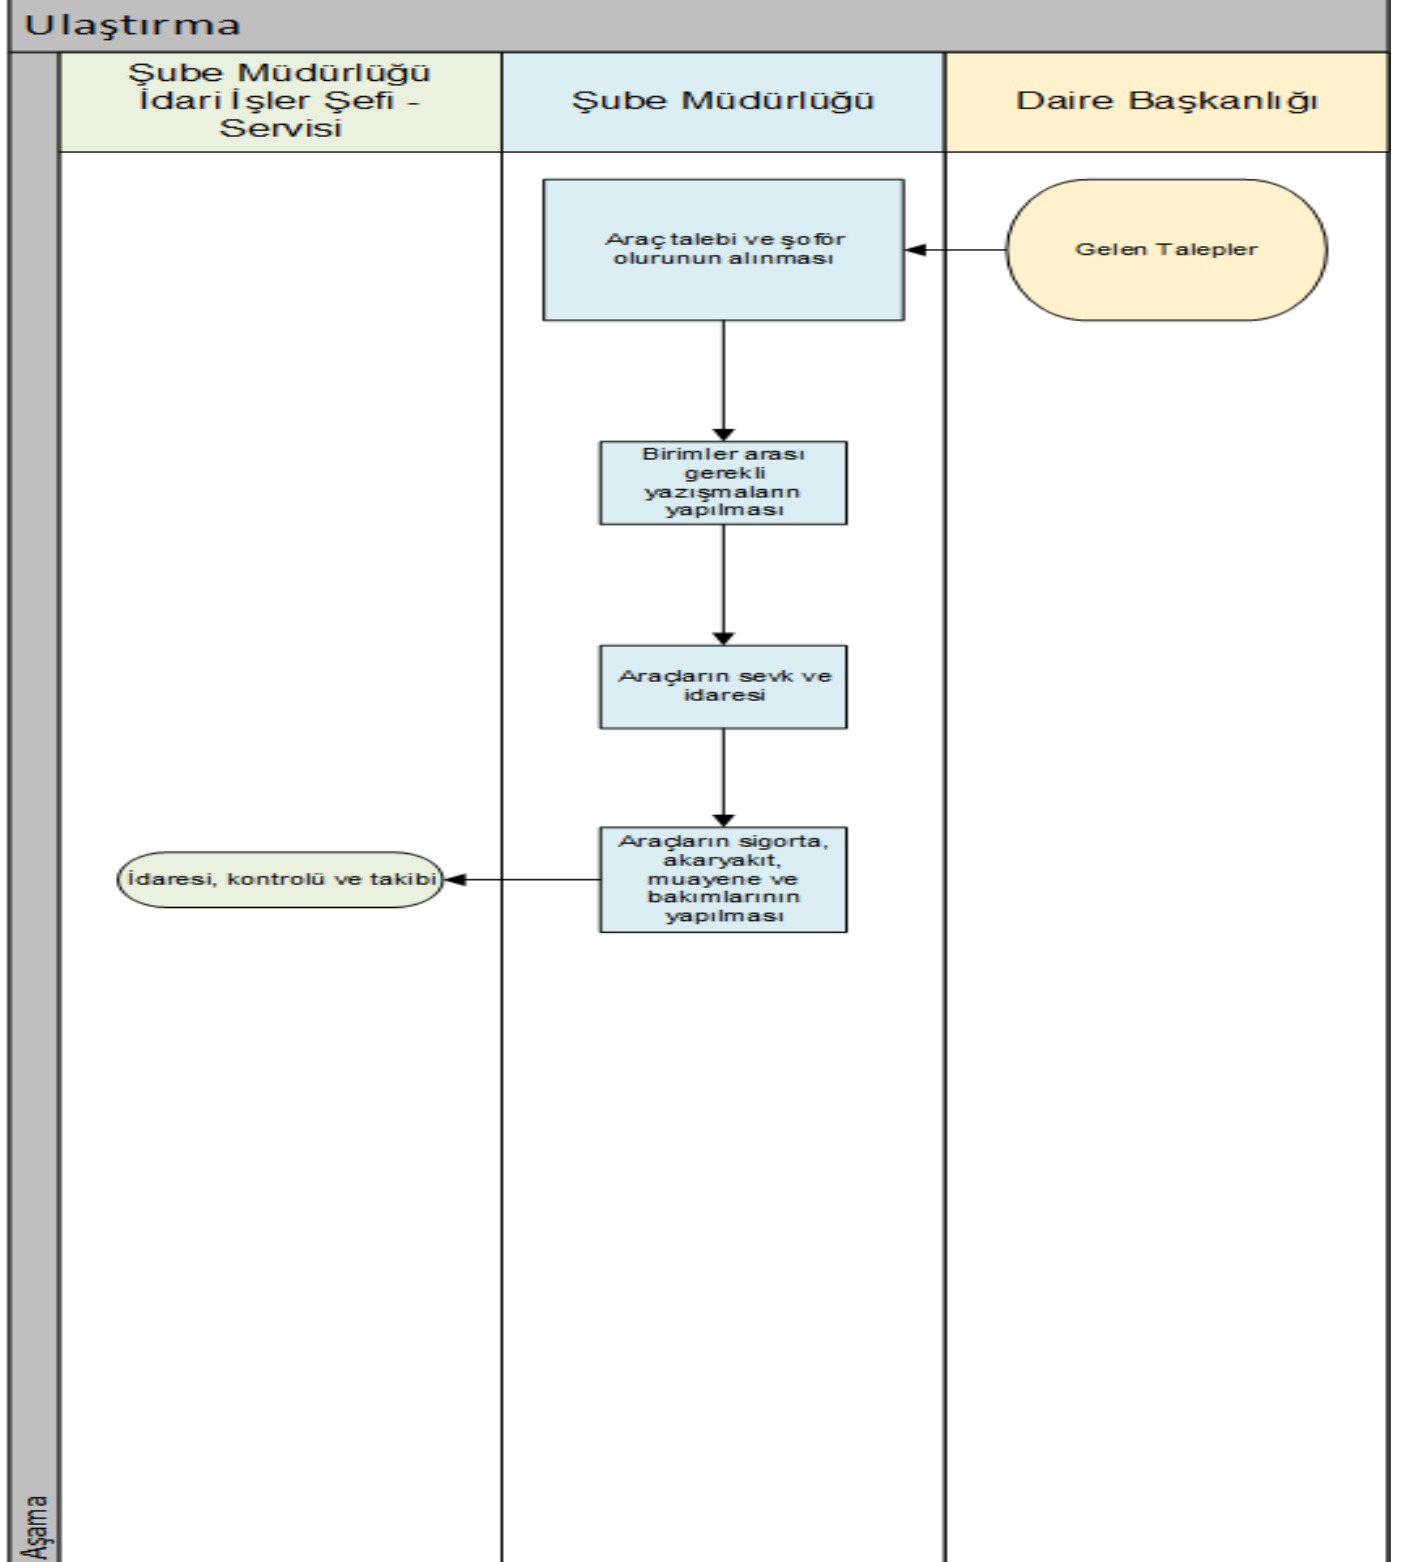 Ulaştırma
Şube Müdürlüğü
İdari İşler Şefi -
Servisi
Şube Müdürlüğü
Daire Başkanlığı
Araç talebi ve şoför
olurunun alınması
Gelen Talepler
Birimler arası
gerekli
yazışmaların
yapılması
Araçların sevk ve
idaresi
Araçların sigorta,
akaryakıt,
muayene ve
bakımlarının
yapılması
İdaresi, kontrolü ve takibi
Aşama